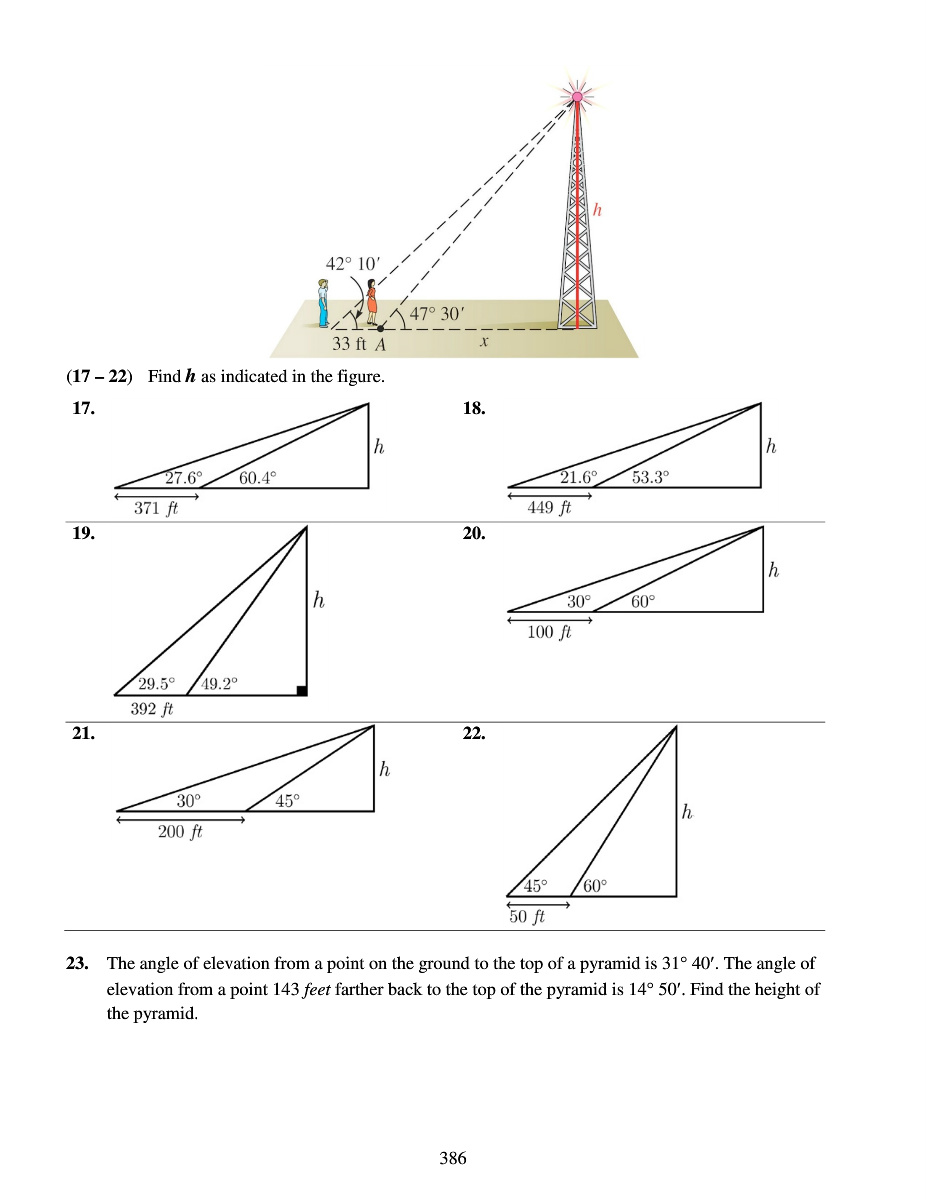 h
42° 10′
47° 30′
33 ft A
x
(17 – 22) Find h as indicated in the figure.
17.
h
27.6° 60.4°
371 ft
18.
h
21.6° 53.3°
449 ft
19.
h
29.5° 49.2°
392 ft
20.
h
30° 60°
100 ft
21.
h
30° 45°
200 ft
22.
h
45° 60°
50 ft
23. The angle of elevation from a point on the ground to the top of a pyramid is 31° 40′. The angle of
elevation from a point 143 feet farther back to the top of the pyramid is 14° 50′. Find the height of
the pyramid.
386